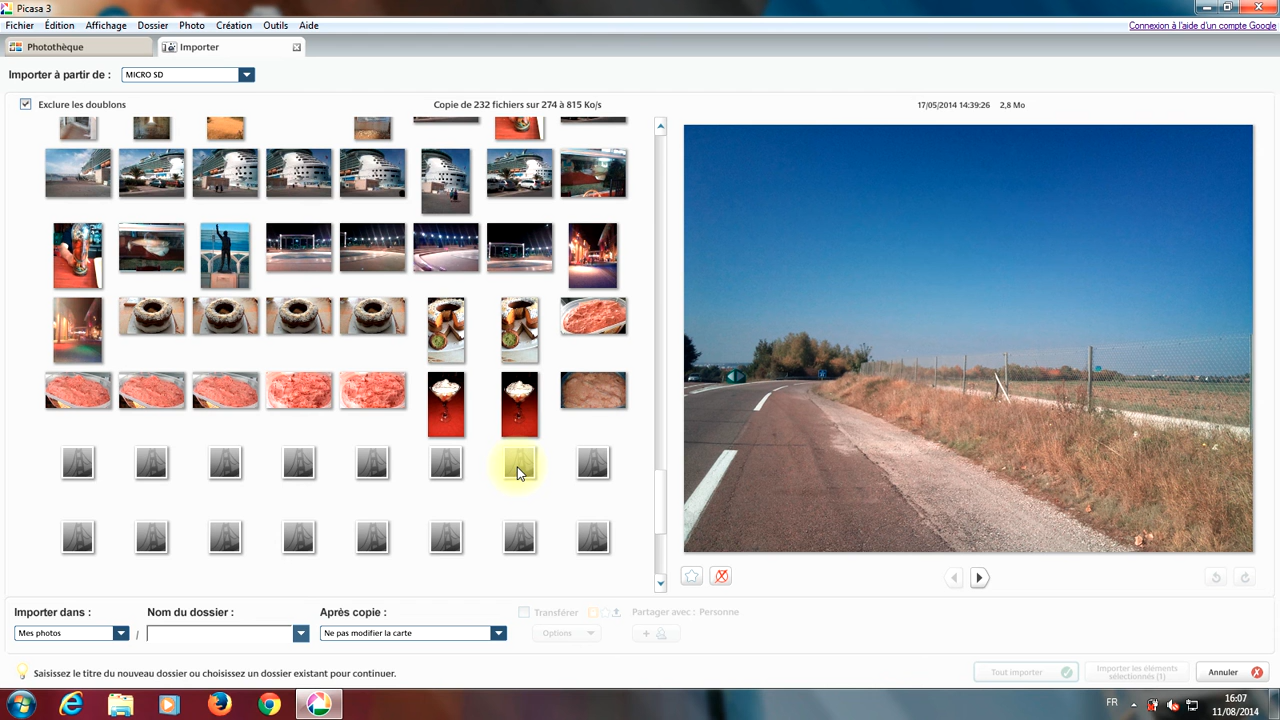 Picasa 3
Fichier Édition Affichage Dossier Photo Création Outils Aide
Connexion à l'aide d'un compte Google
Photothèque Importer
Importer à partir de : MICRO SD
Exclure les doublons
Copie de 232 fichiers sur 274 à 815 Ko/s
17/05/2014 14:39:26 2,8 Mo
Importer dans : Nom du dossier : Après copie : Transférer Partager avec : Personne
Mes photos / Ne pas modifier la carte Options
Saisissez le titre du nouveau dossier ou choisissez un dossier existant pour continuer.
Tout importer
Importer les éléments
sélectionnés (1)
Annuler
FR
16:07
11/08/2014